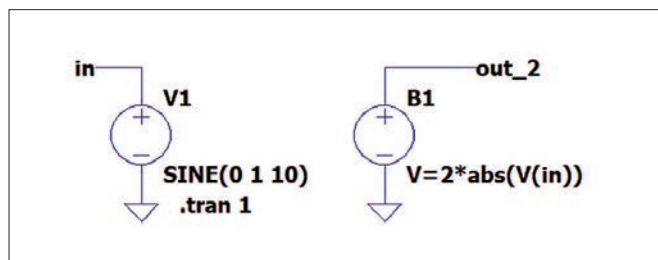 in
V1
SINE(0 1 10)
.tran 1
out_2
B1
V=2*abs(V(in))